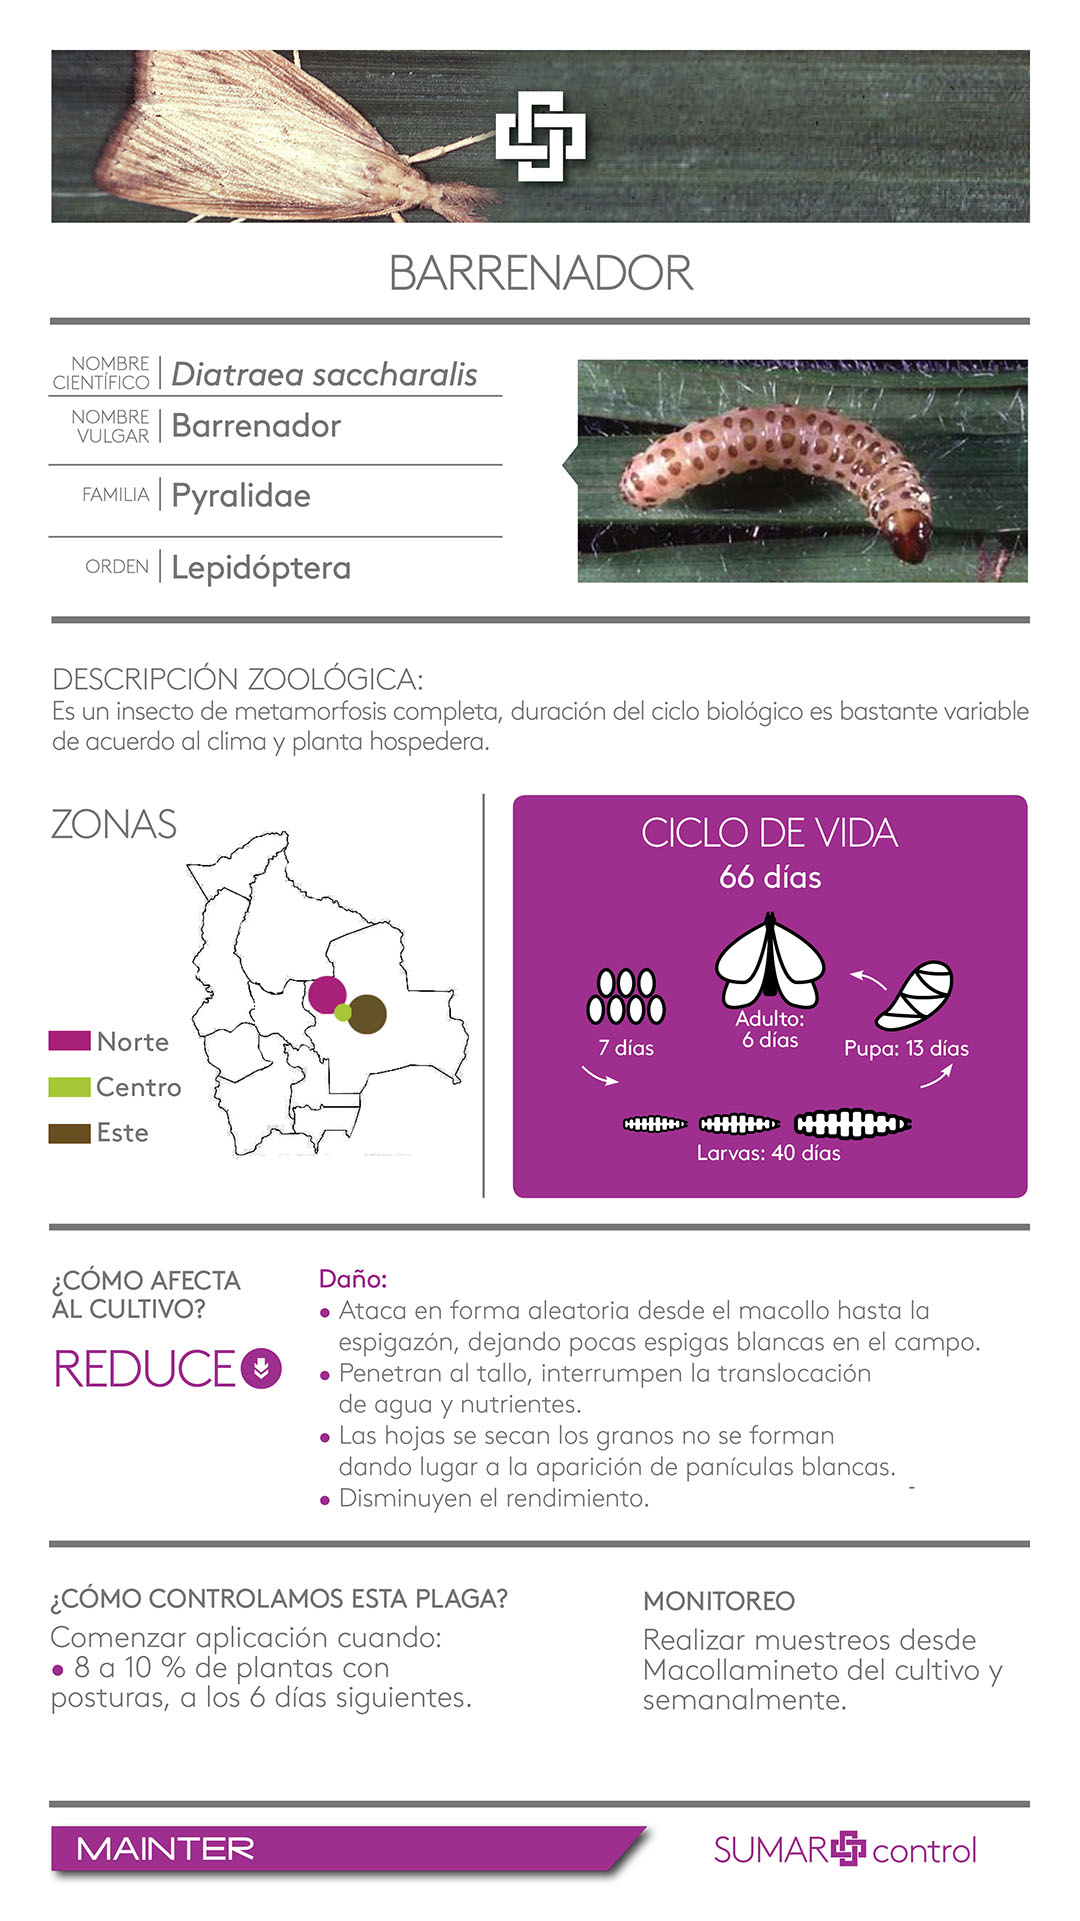 BARRENADOR
NOMBRE
CIENTÍFICO
Diatraea saccharalis
NOMBRE
VULGAR
Barrenador
FAMILIA
Pyralidae
ORDEN
Lepidóptera
DESCRIPCIÓN ZOOLÓGICA:
Es un insecto de metamorfosis completa, duración del ciclo biológico es bastante variable
de acuerdo al clima y planta hospedera.
ZONAS
Norte
Centro
Este
CICLO DE VIDA
66 días
7 días
Adulto:
6 días
Pupa: 13 días
Larvas: 40 días
¿CÓMO AFECTA
AL CULTIVO?
REDUCE
Daño:
• Ataca en forma aleatoria desde el macollo hasta la
espigazón, dejando pocas espigas blancas en el campo.
• Penetran al tallo, interrumpen la translocación
de agua y nutrientes.
• Las hojas se secan los granos no se forman
dando lugar a la aparición de panículas blancas.
• Disminuyen el rendimiento.
-
¿CÓMO CONTROLAMOS ESTA PLAGA?
Comenzar aplicación cuando:
• 8 a 10 % de plantas con
posturas, a los 6 días siguientes.
MONITOREO
Realizar muestreos desde
Macollamineto del cultivo y
semanalmente.
MAINTER
SUMAR control